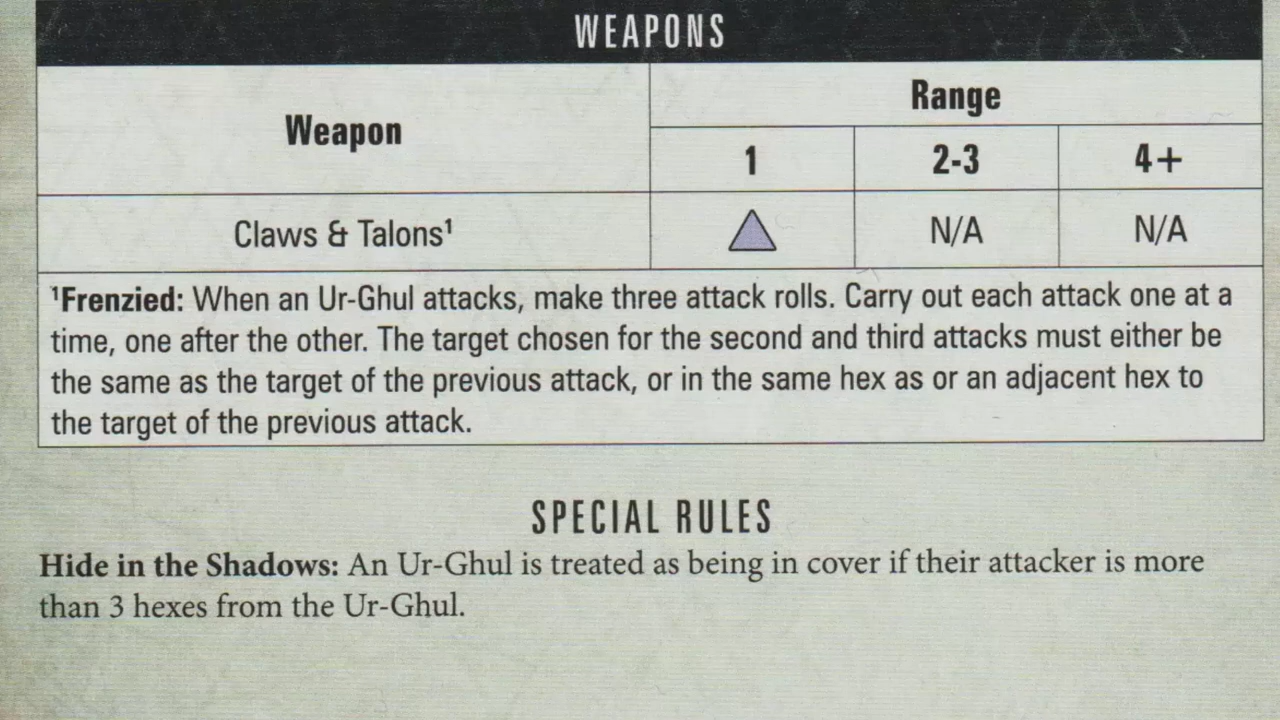 WEAPONS
Weapon
Range
1 2-3 4+
Claws & Talons¹ N/A N/A
¹Frenzied: When an Ur-Ghul attacks, make three attack rolls. Carry out each attack one at a
time, one after the other. The target chosen for the second and third attacks must either be
the same as the target of the previous attack, or in the same hex as or an adjacent hex to
the target of the previous attack.
SPECIAL RULES
Hide in the Shadows: An Ur-Ghul is treated as being in cover if their attacker is more
than 3 hexes from the Ur-Ghul.